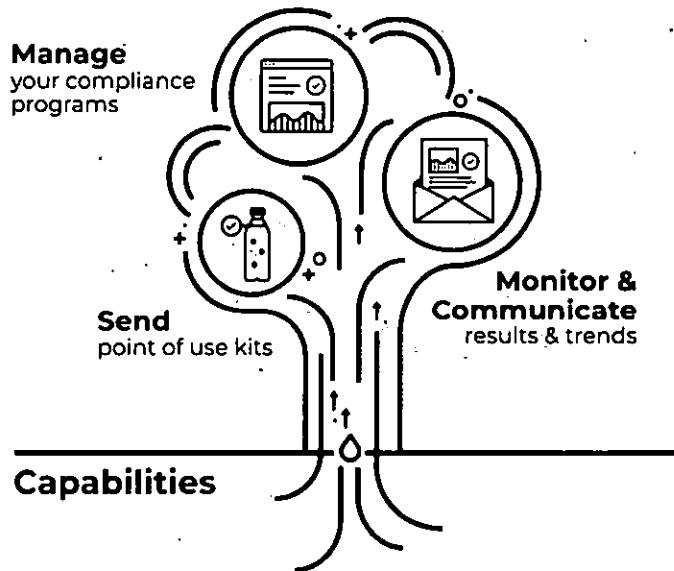 Manage
your compliance
programs
Send
point of use kits
Monitor &
Communicate
results & trends
Capabilities